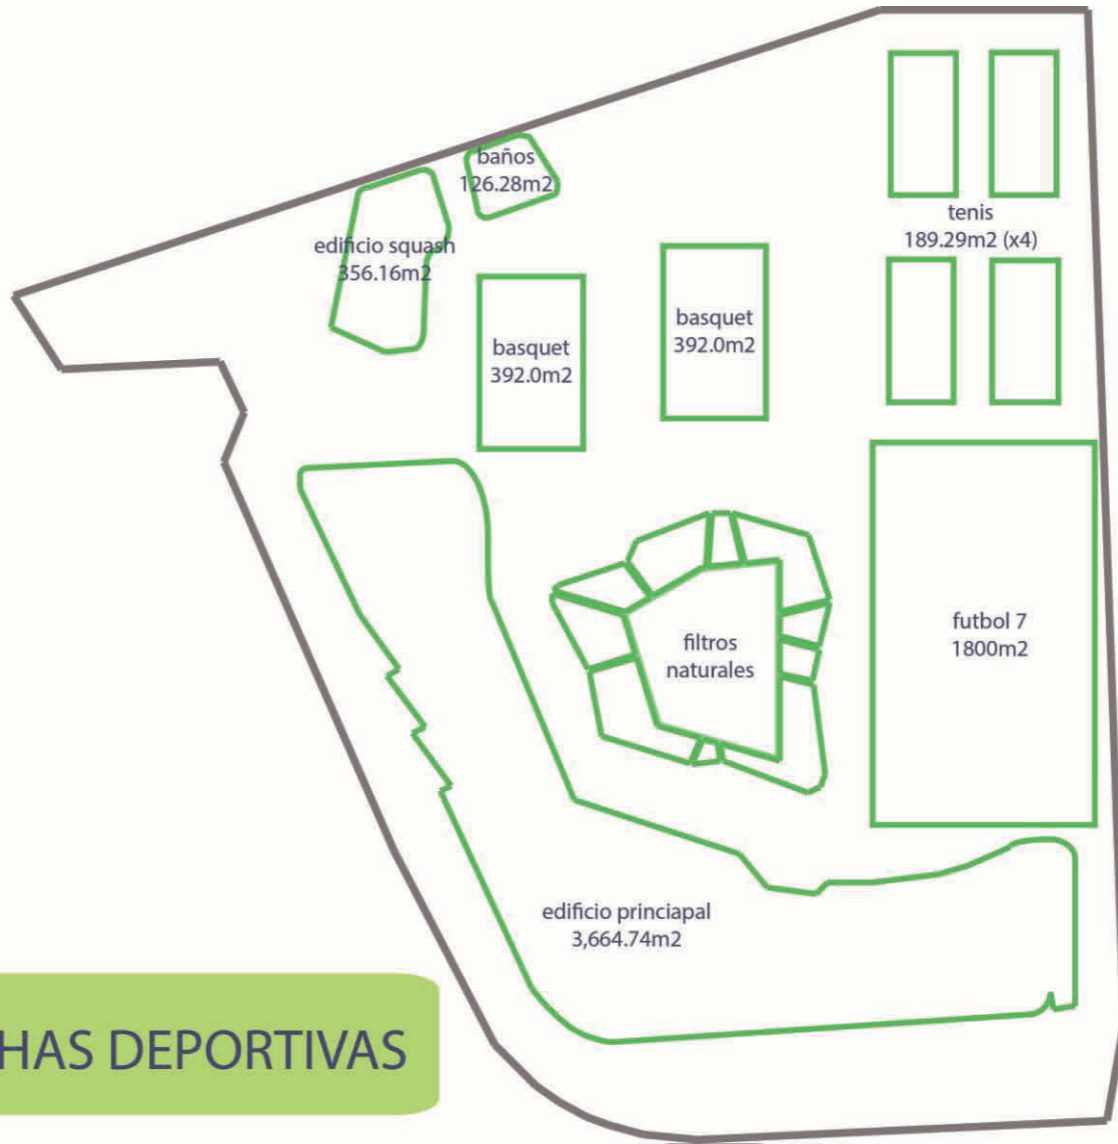 baños
126.28m2
tenis
189.29m2 (x4)
edificio squash
356.16m2
basquet
392.0m2
basquet
392.0m2
filtros
naturales
futbol 7
1800m2
edificio princiapal
3,664.74m2
HAS DEPORTIVAS